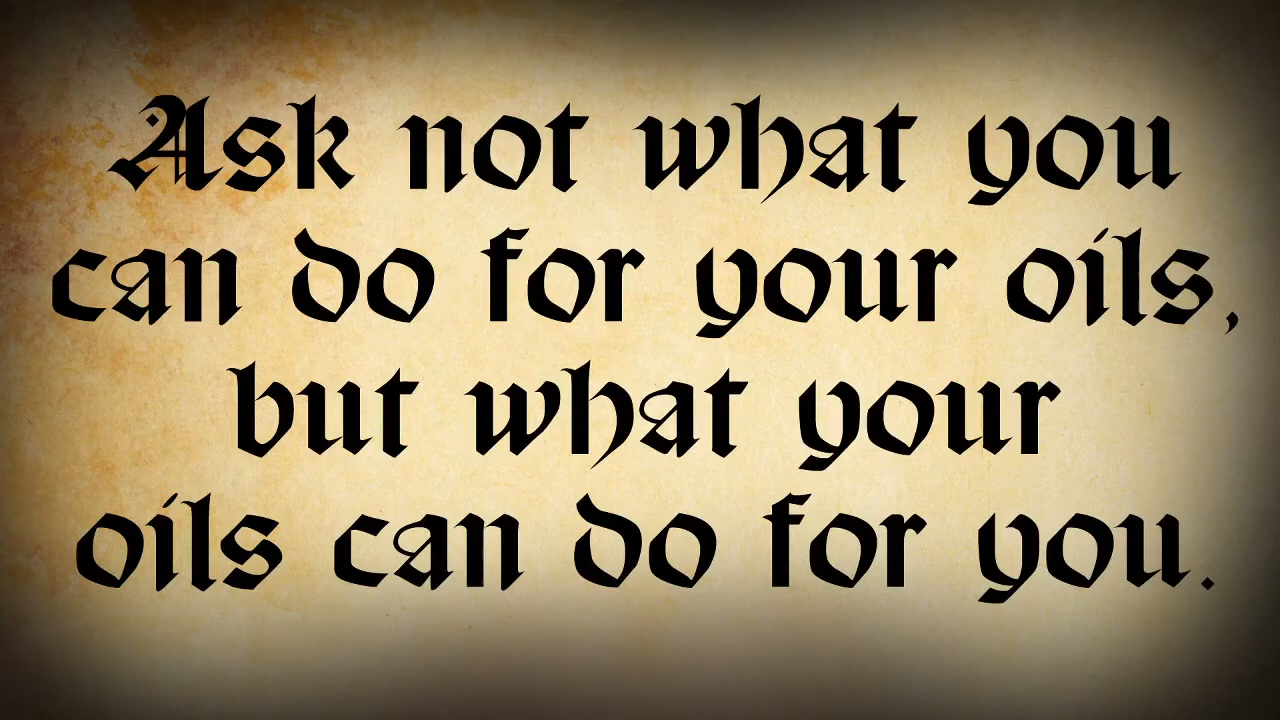 Ask not what you
can do for your oils,
but what your
oils can do for you.